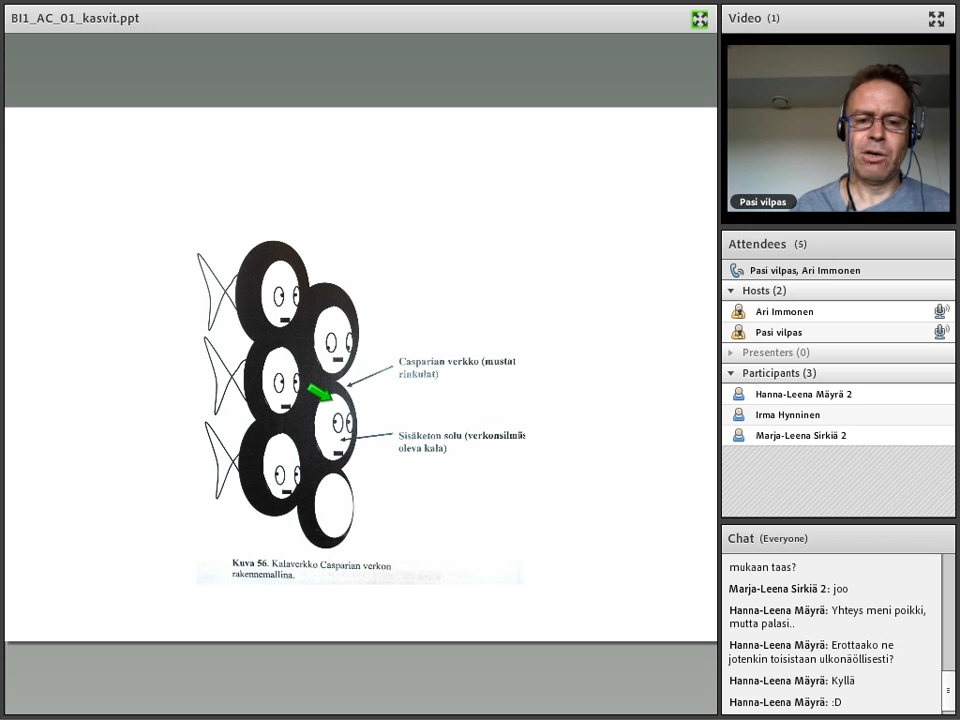 BI1_AC_01_kasvit.ppt
Casparian verkko (mustat
rinkulat)
Sisäketon solu (verkonsilmäs
oleva kala)
Kuva 56. Kalaverkko Casparian verkon
rakennemallina.
Video (1)
Pasi vilpas
Attendees (5)
Pasi vilpas, Ari Immonen
Hosts (2)
Ari Immonen
Pasi vilpas
Presenters (0)
Participants (3)
Hanna-Leena Mäyrä 2
Irma Hynninen
Marja-Leena Sirkiä 2
Chat (Everyone)
mukaan taas?
Marja-Leena Sirkiä 2: joo
Hanna-Leena Mäyrä: Yhteys meni poikki,
mutta palasi..
Hanna-Leena Mäyrä: Erottaako ne
jotenkin toisistaan ulkonäöllisesti?
Hanna-Leena Mäyrä: Kyllä
Hanna-Leena Mäyrä: :D